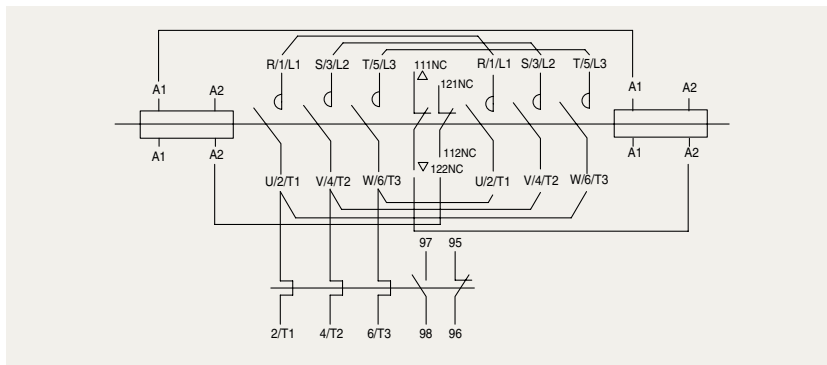 R/1/L1 S/3/L2 T/5/L3 111NC R/1/L1 S/3/L2 T/5/L3
121NC
A1 A2 A1 A2
A1 A2 112NC A1 A2
122NC
U/2/T1 V/4/T2 W/6/T3 U/2/T1 V/4/T2 W/6/T3
97 95
2/T1 4/T2 6/T3 98 96